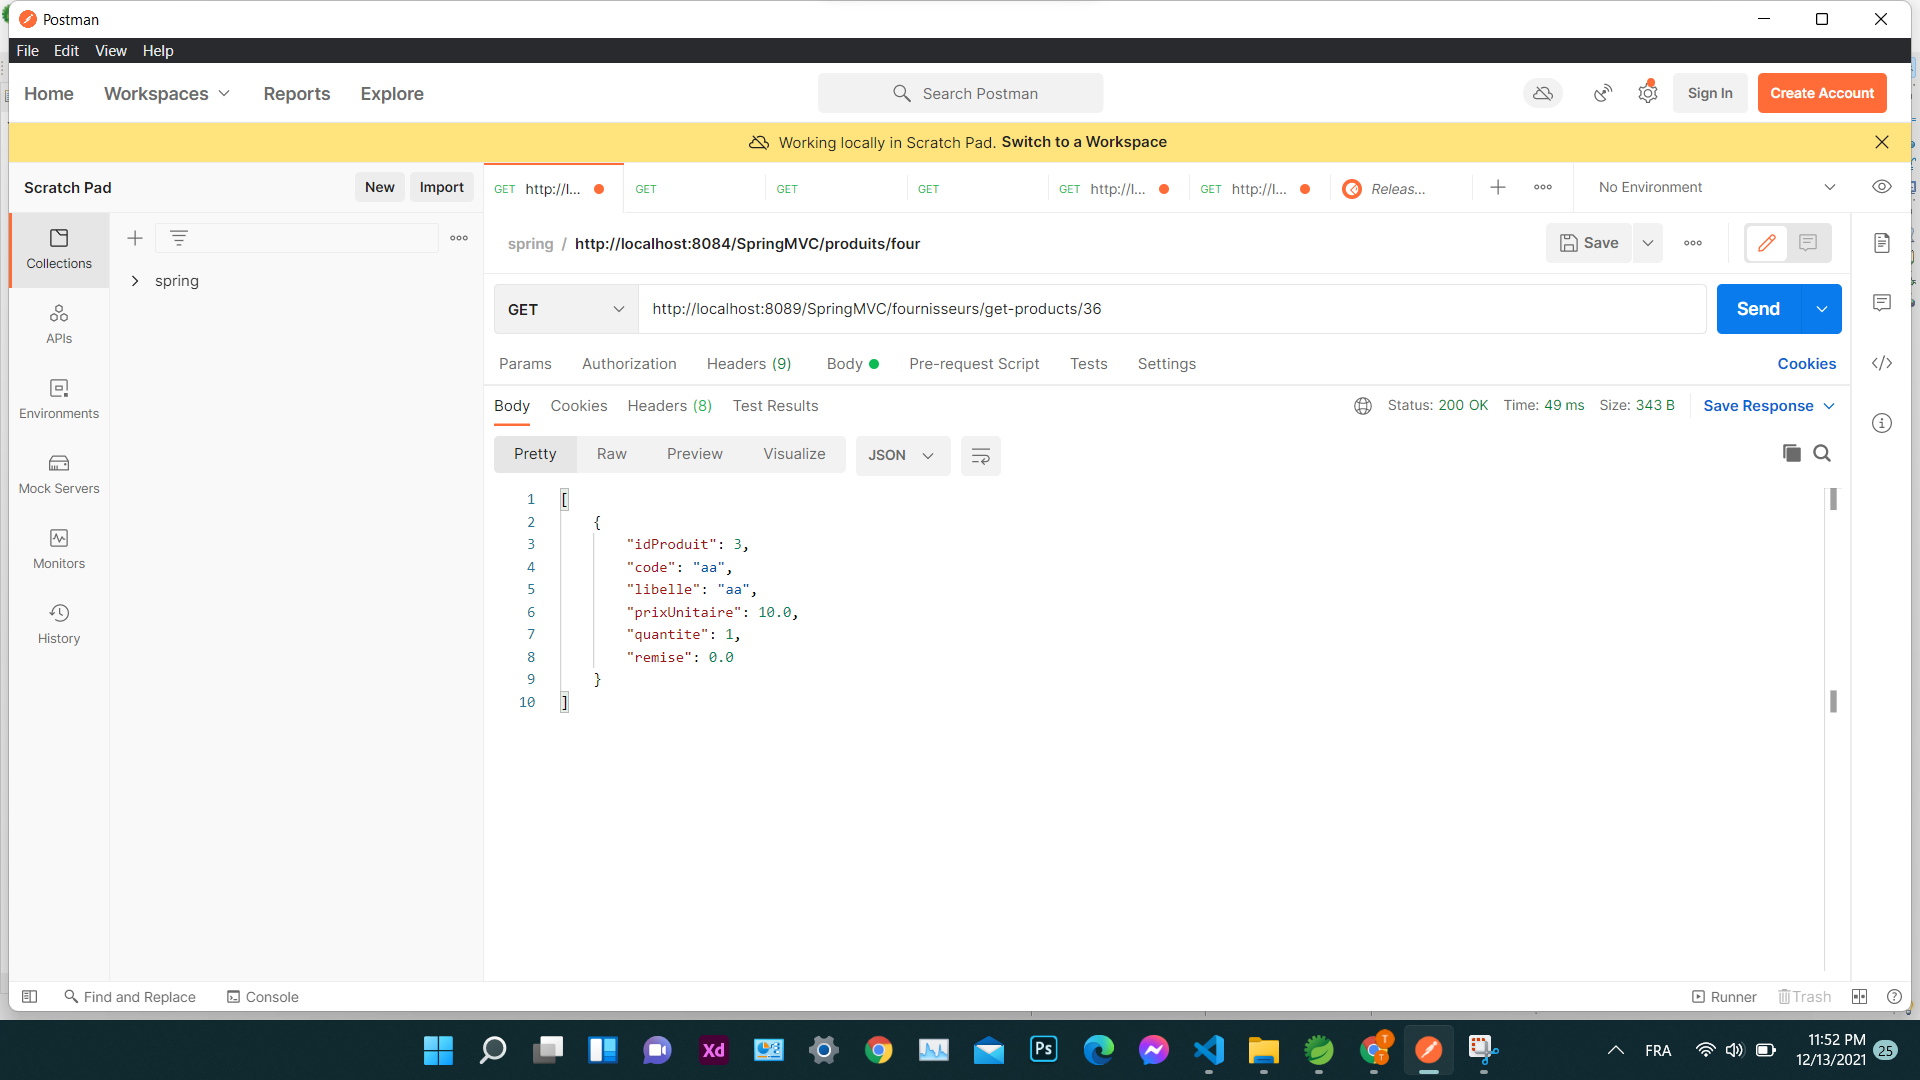 Postman
File Edit View Help
Home Workspaces Reports Explore
Search Postman
Sign In
Create Account
Working locally in Scratch Pad. Switch to a Workspace
Scratch Pad
New
Import
GET http://l...
GET
GET
GET
GET http://l...
GET http://l...
Releas...
No Environment
Collections
APIs
Environments
Mock Servers
Monitors
History
spring
spring / http://localhost:8084/SpringMVC/produits/four
Save
GET
http://localhost:8089/SpringMVC/fournisseurs/get-products/36
Send
Params Authorization Headers (9) Body Pre-request Script Tests Settings
Cookies
Body Cookies Headers (8) Test Results
Status: 200 OK Time: 49 ms Size: 343 B
Save Response
Pretty Raw Preview Visualize
JSON
1 [
2 {
3 "idProduit": 3,
4 "code": "aa",
5 "libelle": "aa",
6 "prixUnitaire": 10.0,
7 "quantite": 1,
8 "remise": 0.0
9 }
10 ]
Find and Replace
Console
Runner
Trash
Xd
Ps
T
T
FRA
11:52 PM
12/13/2021
25